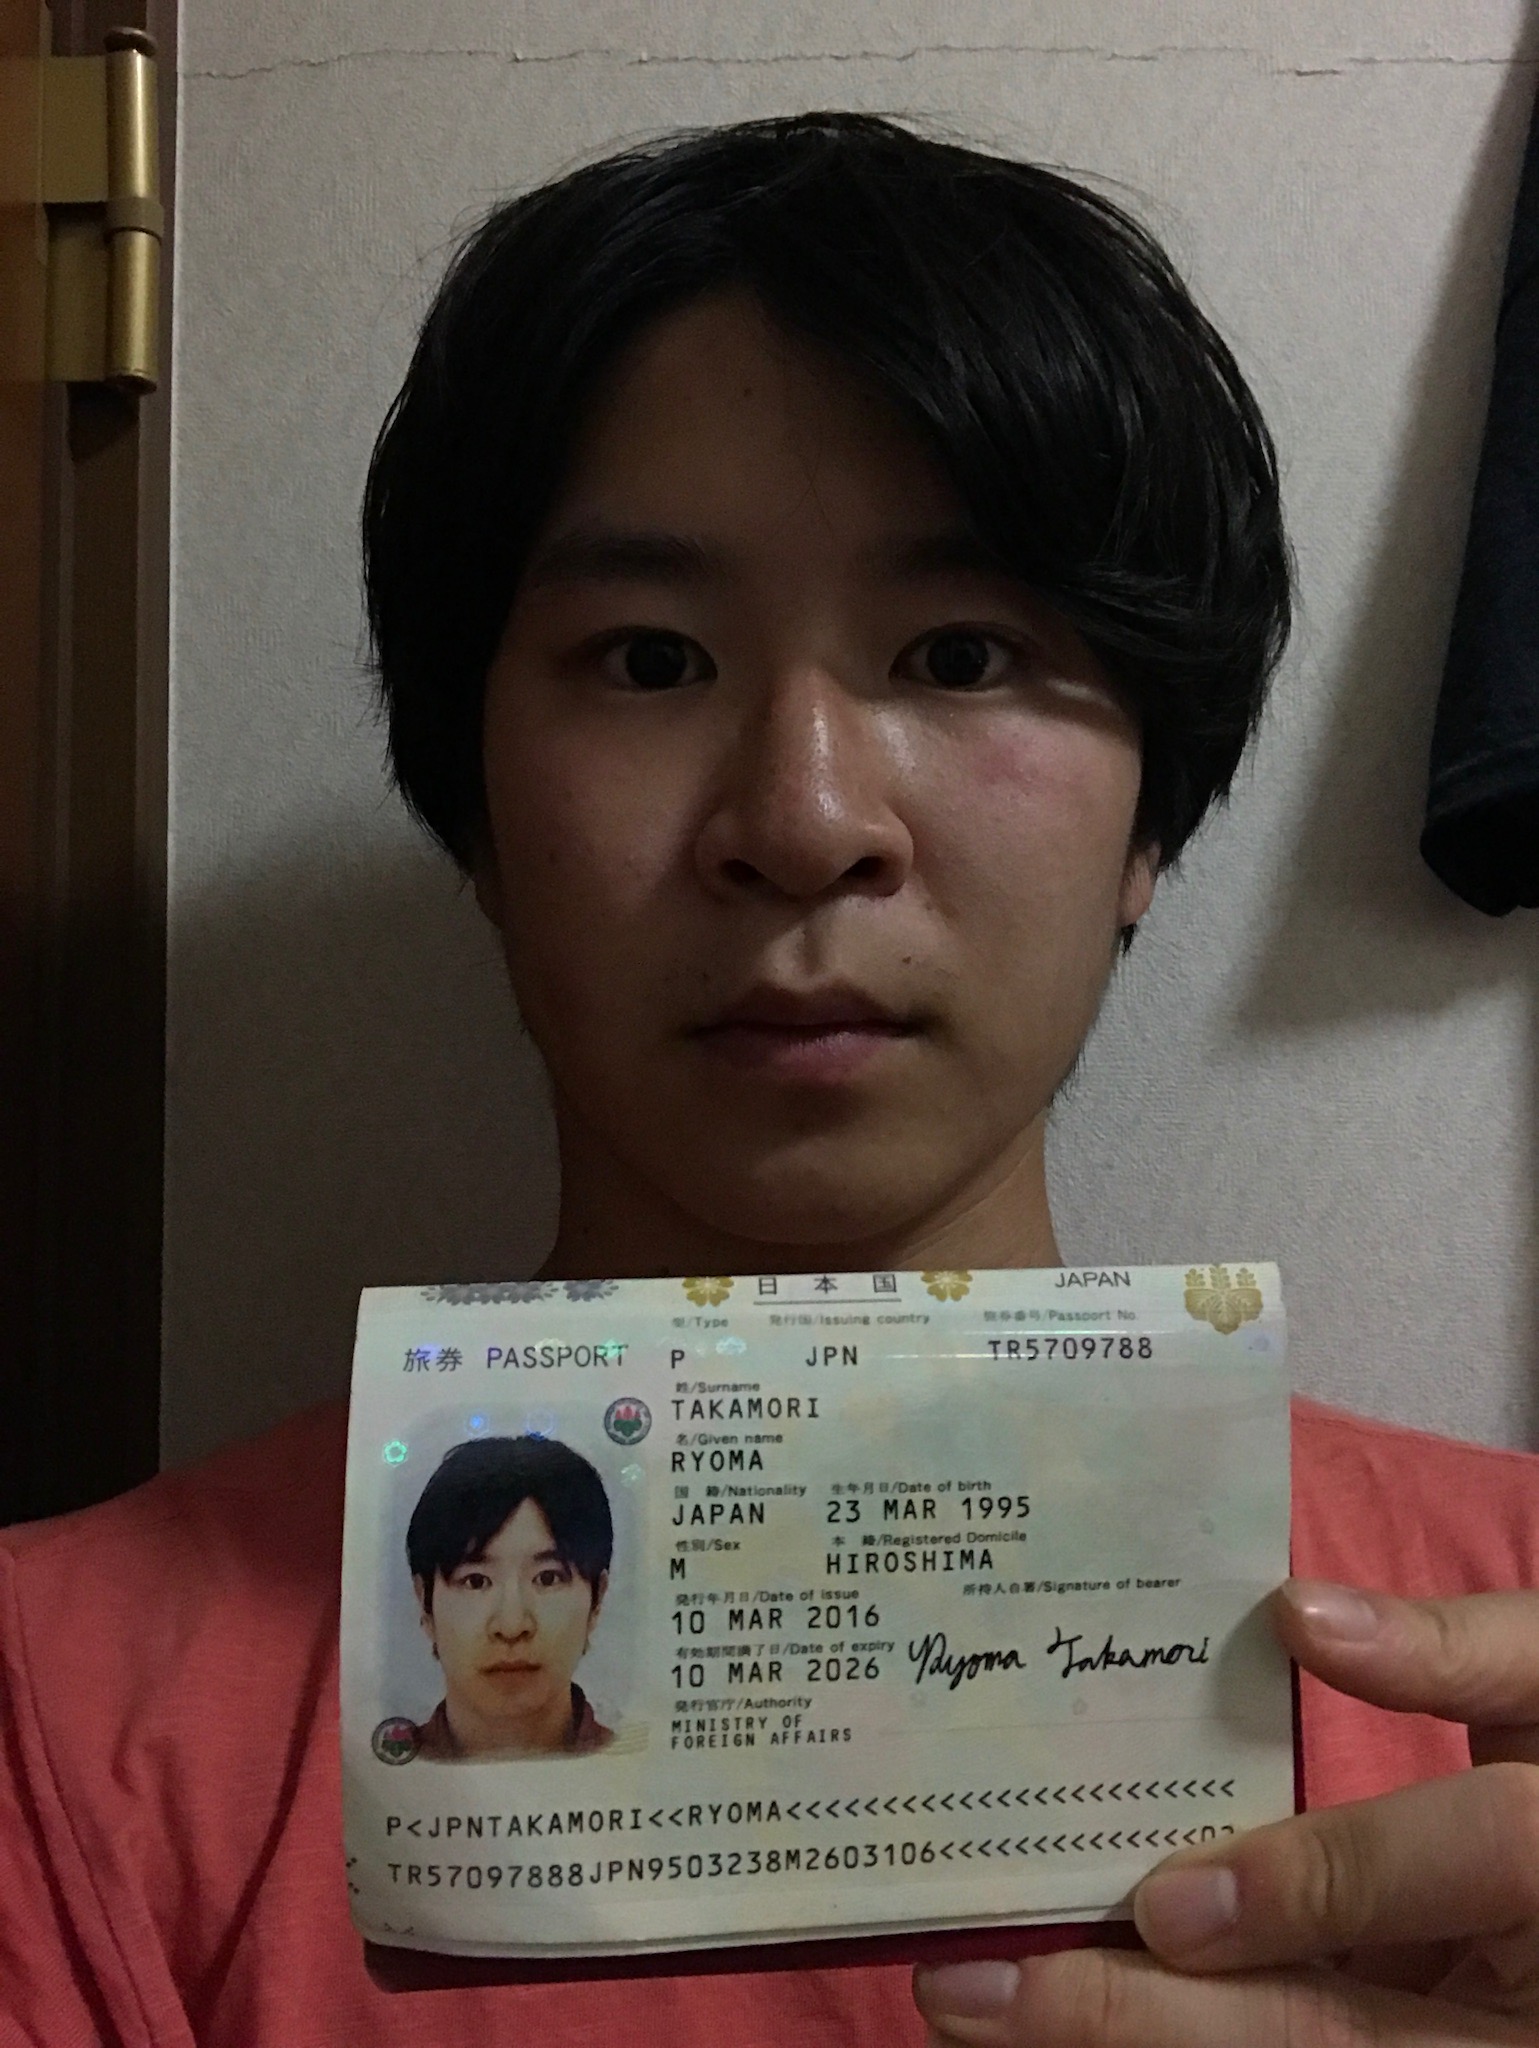 日本国 JAPAN
型/Type 発行国/Issuing country 旅券番号/Passport No.
旅券 PASSPORT P JPN TR5709788
姓/Surname
TAKAMORI
名/Given name
RYOMA
国 籍/Nationality 生年月日/Date of birth
JAPAN 23 MAR 1995
性別/Sex 本 籍/Registered Domicile
M HIROSHIMA
発行年月日/Date of issue 所持人自署/Signature of bearer
10 MAR 2016
有効期間満了日/Date of expiry
10 MAR 2026 Ryoma Takamori
発行官庁/Authority
MINISTRY OF
FOREIGN AFFAIRS
P<JPNTAKAMORI<<RYOMA<<<<<<<<<<<<<<<<<<<<<<<<
TR57097888JPN9503238M2603106<<<<<<<<<<<<<<